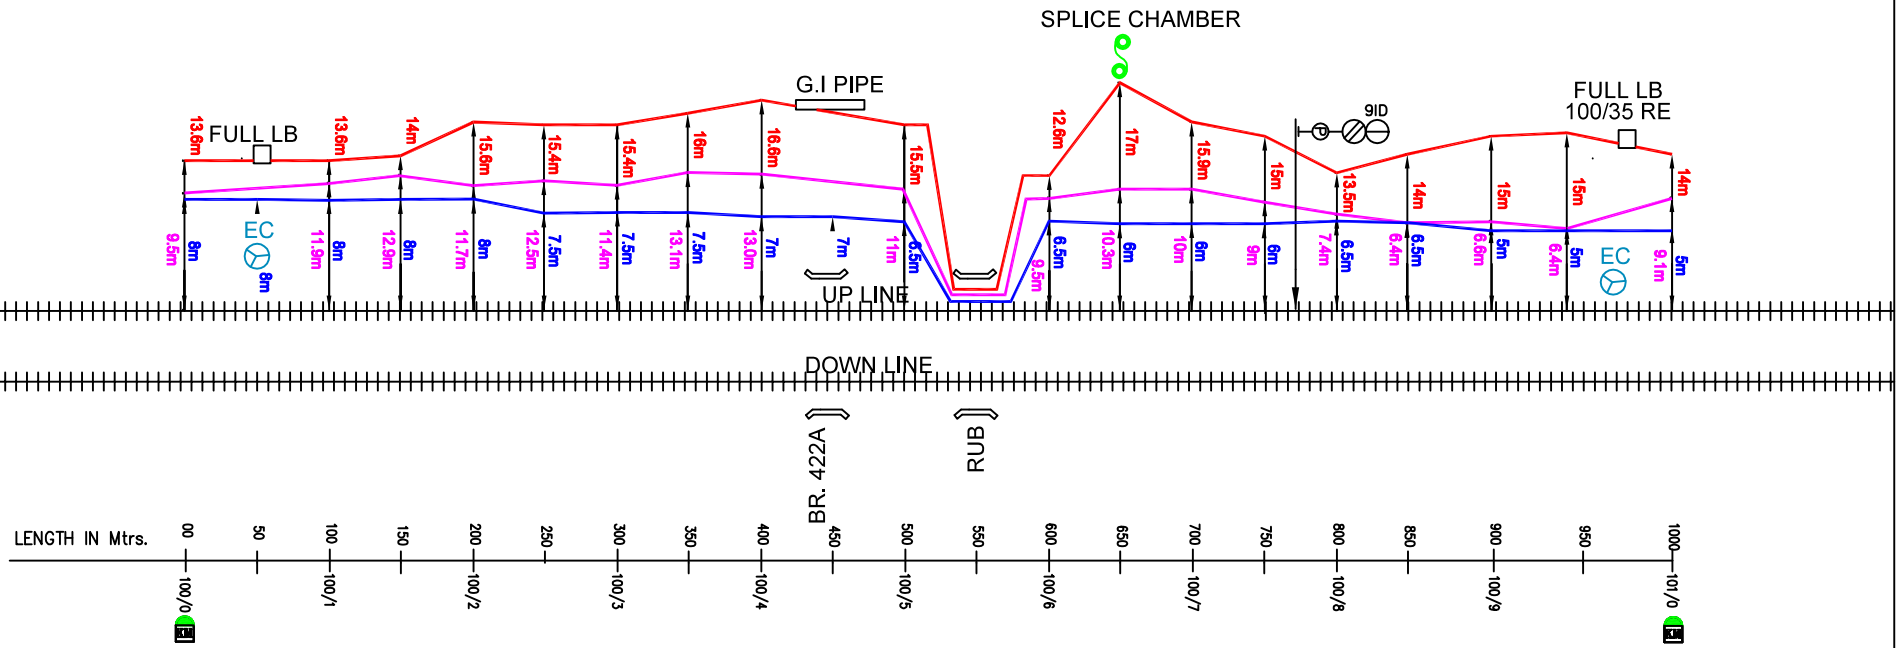 SPLICE CHAMBER
G.I PIPE
FULL LB
FULL LB
100/35 RE
9ID
P
13.6m
13.6m
14m
15.6m
15.4m
15.4m
16m
16.6m
15.5m
12.6m
17m
15.9m
15m
13.5m
14m
15m
15m
14m
EC
EC
9.5m
8m
8m
11.9m
8m
12.9m
8m
11.7m
8m
12.5m
7.5m
11.4m
7.5m
13.1m
7.5m
13.0m
7m
7m
11m
6.5m
9.5m
6.5m
10.3m
6m
10m
6m
9m
6m
7.4m
6.5m
6.4m
6.5m
6.6m
5m
6.4m
5m
9.1m
5m
UP LINE
DOWN LINE
BR. 422A
RUB
LENGTH IN Mtrs.
00
50
100
150
200
250
300
350
400
450
500
550
600
650
700
750
800
850
900
950
1000
100/0
100/1
100/2
100/3
100/4
100/5
100/6
100/7
100/8
100/9
101/0
KM
KM